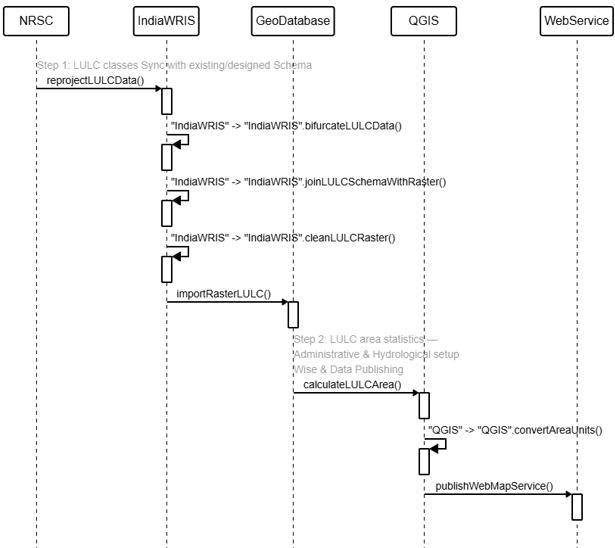 NRSC
IndiaWRIS
GeoDatabase
QGIS
WebService
Step 1: LULC classes Sync with existing/designed Schema
reprojectLULCData()
"IndiaWRIS" -> "IndiaWRIS".bifurcateLULCData()
"IndiaWRIS" -> "IndiaWRIS".joinLULCSchemaWithRaster()
"IndiaWRIS" -> "IndiaWRIS".cleanLULCRaster()
importRasterLULC()
Step 2: LULC area statistics —
Administrative & Hydrological setup
Wise & Data Publishing
calculateLULCArea()
"QGIS" -> "QGIS".convertAreaUnits()
publishWebMapService()